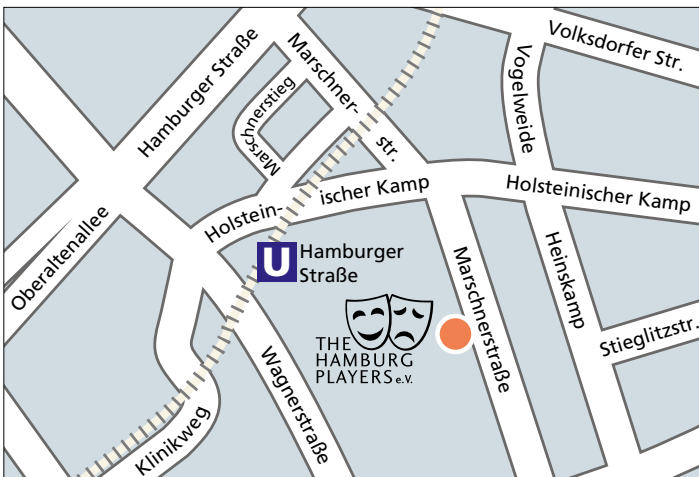 Volksdorfer Str.
Hamburger Straße
Marschner-
str.
Vogelweide
Marschnerstieg
Holstein-
ischer Kamp
Holsteinischer Kamp
Oberaltenallee
U Hamburger
Straße
Marschnerstraße
Heinskamp
Stieglitzstr.
THE
HAMBURG
PLAYERS e.V.
Wagnerstraße
Klinikweg